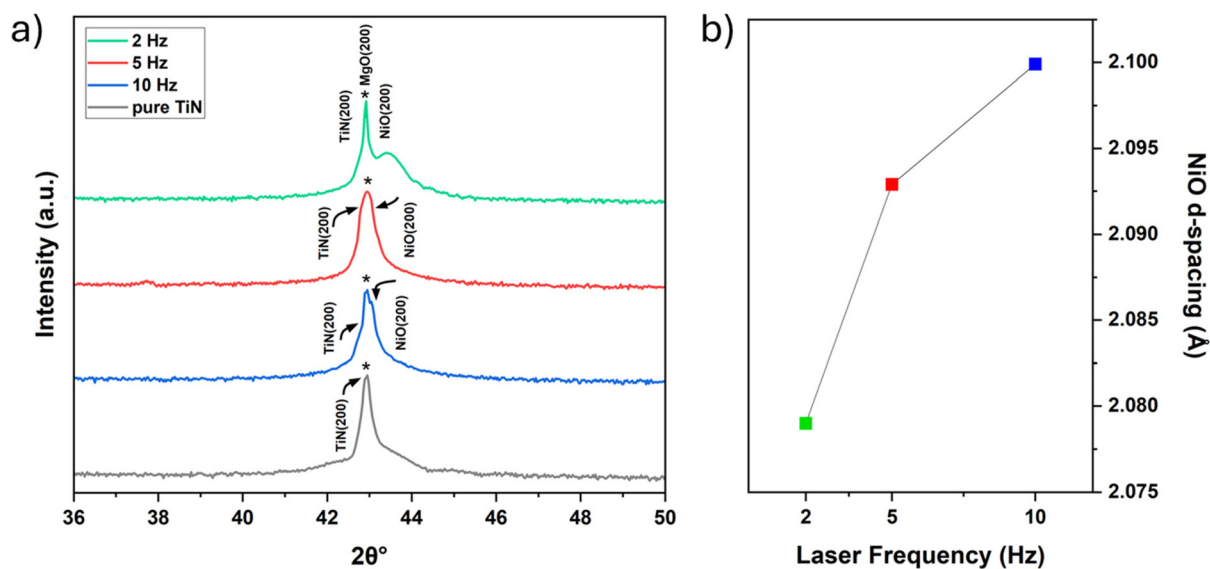 a)
2 Hz
5 Hz
10 Hz
pure TiN
TiN(200)
* MgO(200)
NiO(200)
*
TiN(200)
NiO(200)
*
TiN(200)
NiO(200)
*
TiN(200)
Intensity (a.u.)
36 38 40 42 44 46 48 50
2θ°
b)
2.100
2.095
2.090
2.085
2.080
2.075
NiO d-spacing (Å)
2 5 10
Laser Frequency (Hz)